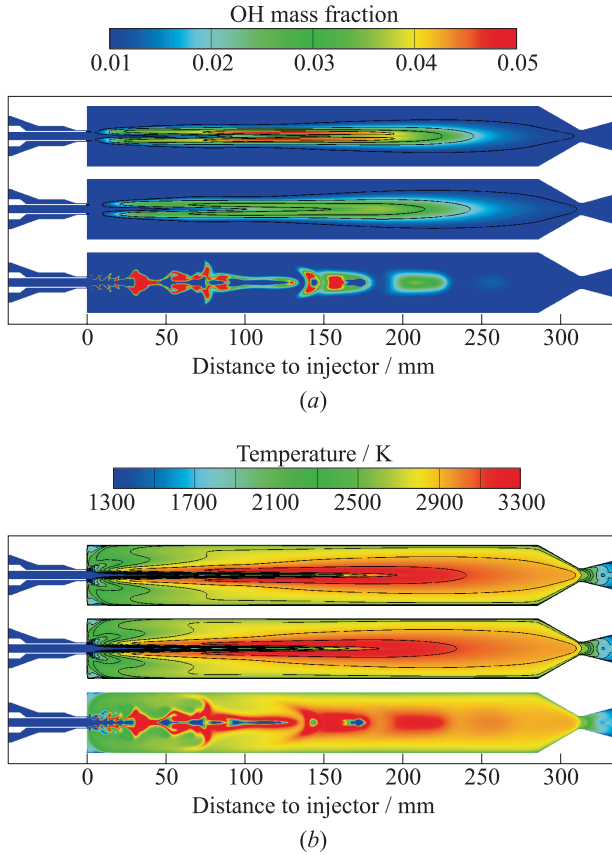 OH mass fraction
0.01 0.02 0.03 0.04 0.05
0 50 100 150 200 250 300
Distance to injector / mm
(a)
Temperature / K
1300 1700 2100 2500 2900 3300
0 50 100 150 200 250 300
Distance to injector / mm
(b)